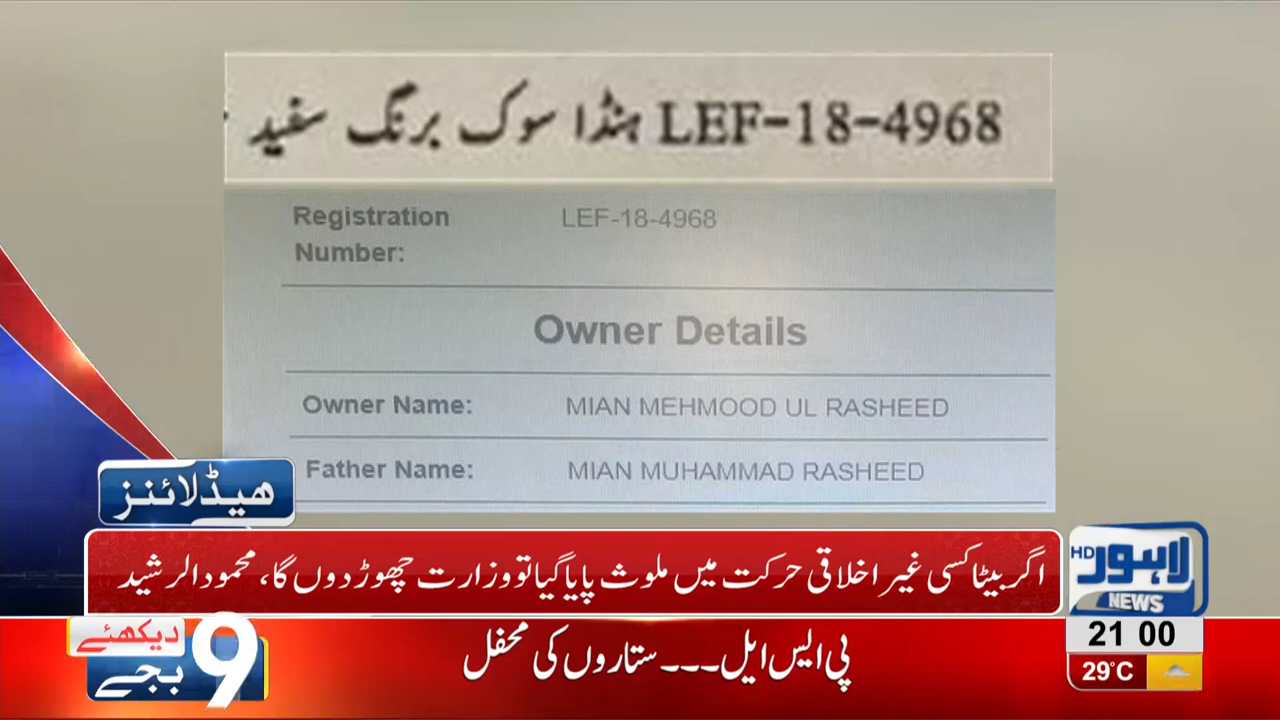 LEF-18-4968 ہنڈا سوک برنگ سفید
Registration Number: LEF-18-4968
Owner Details
Owner Name: MIAN MEHMOOD UL RASHEED
Father Name: MIAN MUHAMMAD RASHEED
ھیڈلائنز
اگر بیٹا کسی غیر اخلاقی حرکت میں ملوث پایا گیا تو وزارت چھوڑ دوں گا، محمود الرشید
HD لاہور
NEWS
21 00
29°C
پی ایس ایل۔۔۔ ستاروں کی محفل
دیکھئے
9 بجے